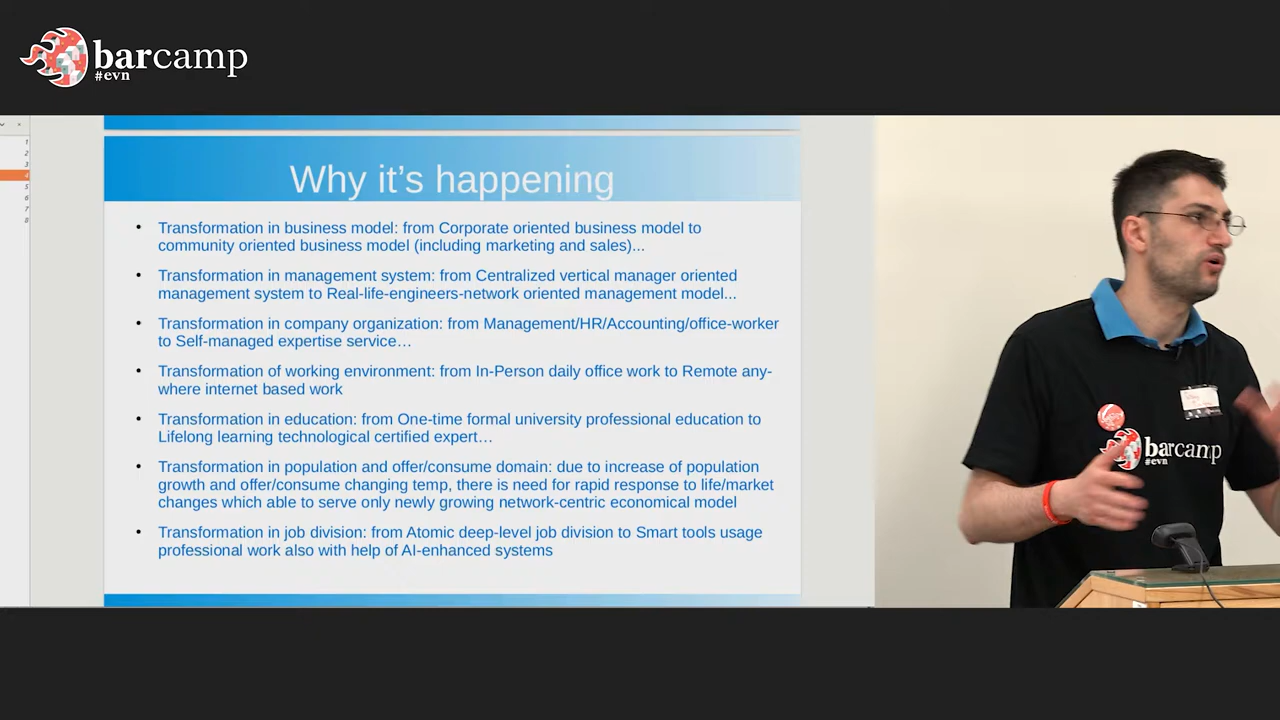 barcamp
#evn
1
2
3
4
5
6
7
8
Why it’s happening
• Transformation in business model: from Corporate oriented business model to
community oriented business model (including marketing and sales)...
• Transformation in management system: from Centralized vertical manager oriented
management system to Real-life-engineers-network oriented management model...
• Transformation in company organization: from Management/HR/Accounting/office-worker
to Self-managed expertise service…
• Transformation of working environment: from In-Person daily office work to Remote any-
where internet based work
• Transformation in education: from One-time formal university professional education to
Lifelong learning technological certified expert…
• Transformation in population and offer/consume domain: due to increase of population
growth and offer/consume changing temp, there is need for rapid response to life/market
changes which able to serve only newly growing network-centric economical model
• Transformation in job division: from Atomic deep-level job division to Smart tools usage
professional work also with help of AI-enhanced systems
barcamp
#evn